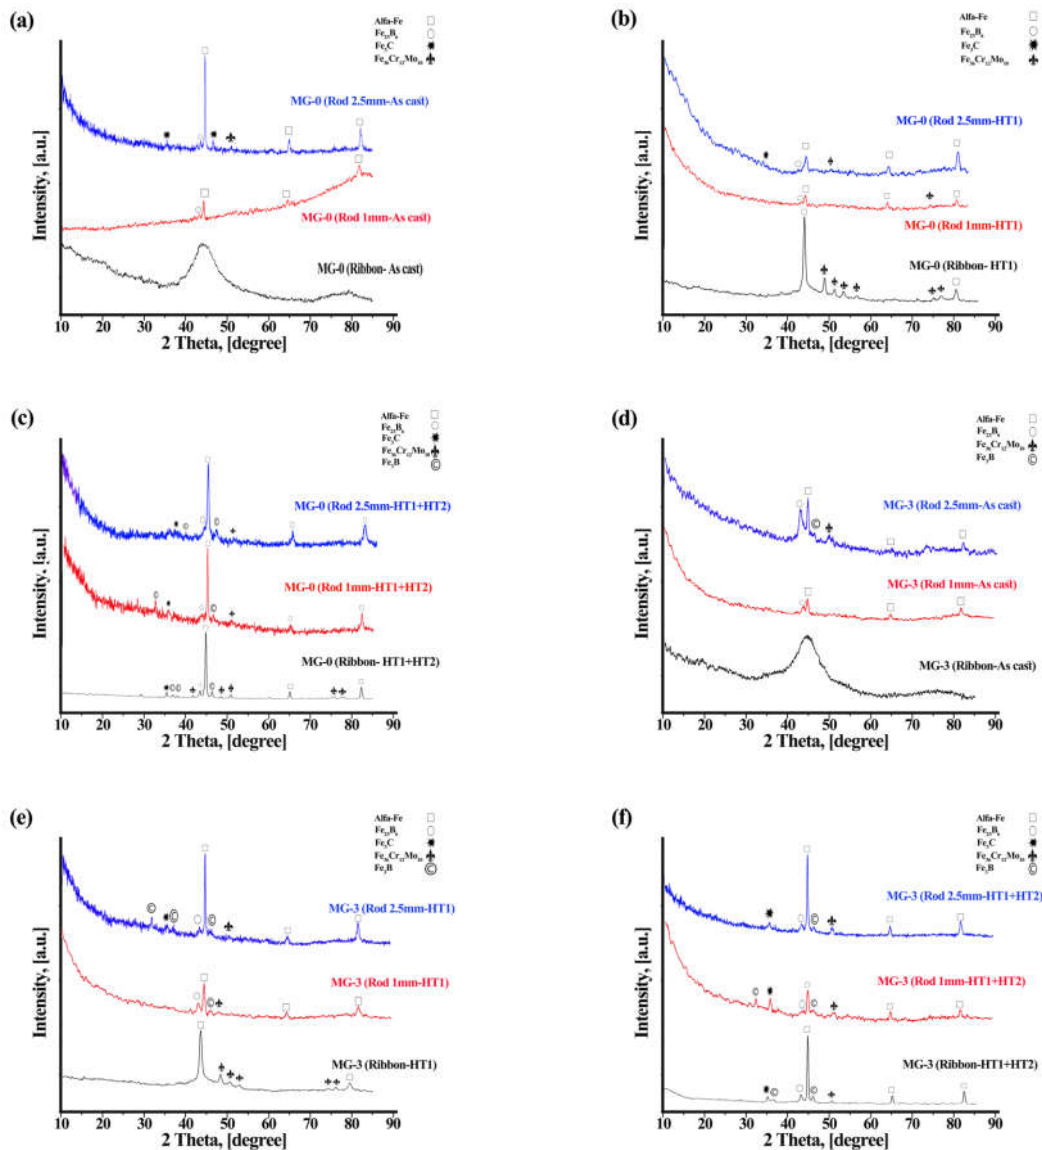 (a)
Alfa-Fe □
Fe₂₃B₆ ○
Fe₃C ✷
Fe₃₆Cr₁₂Mo₁₀ ♣
MG-0 (Rod 2.5mm-As cast)
MG-0 (Rod 1mm-As cast)
MG-0 (Ribbon- As cast)
Intensity, [a.u.]
10 20 30 40 50 60 70 80 90
2 Theta, [degree]
(b)
Alfa-Fe □
Fe₂₃B₆ ○
Fe₃C ✷
Fe₃₆Cr₁₂Mo₁₀ ♣
MG-0 (Rod 2.5mm-HT1)
MG-0 (Rod 1mm-HT1)
MG-0 (Ribbon- HT1)
Intensity, [a.u.]
10 20 30 40 50 60 70 80 90
2 Theta, [degree]
(c)
Alfa-Fe □
Fe₂₃B₆ ○
Fe₃C ✷
Fe₃₆Cr₁₂Mo₁₀ ♣
Fe₃B ©
MG-0 (Rod 2.5mm-HT1+HT2)
MG-0 (Rod 1mm-HT1+HT2)
MG-0 (Ribbon- HT1+HT2)
Intensity, [a.u.]
10 20 30 40 50 60 70 80 90
2 Theta, [degree]
(d)
Alfa-Fe □
Fe₂₃B₆ ○
Fe₃₆Cr₁₂Mo₁₀ ♣
Fe₃B ©
MG-3 (Rod 2.5mm-As cast)
MG-3 (Rod 1mm-As cast)
MG-3 (Ribbon-As cast)
Intensity, [a.u.]
10 20 30 40 50 60 70 80 90
2 Theta, [degree]
(e)
Alfa-Fe □
Fe₂₃B₆ ○
Fe₃C ✷
Fe₃₆Cr₁₂Mo₁₀ ♣
Fe₃B ©
MG-3 (Rod 2.5mm-HT1)
MG-3 (Rod 1mm-HT1)
MG-3 (Ribbon-HT1)
Intensity, [a.u.]
10 20 30 40 50 60 70 80 90
2 Theta, [degree]
(f)
Alfa-Fe □
Fe₂₃B₆ ○
Fe₃C ✷
Fe₃₆Cr₁₂Mo₁₀ ♣
Fe₃B ©
MG-3 (Rod 2.5mm-HT1+HT2)
MG-3 (Rod 1mm-HT1+HT2)
MG-3 (Ribbon-HT1+HT2)
Intensity, [a.u.]
10 20 30 40 50 60 70 80 90
2 Theta, [degree]